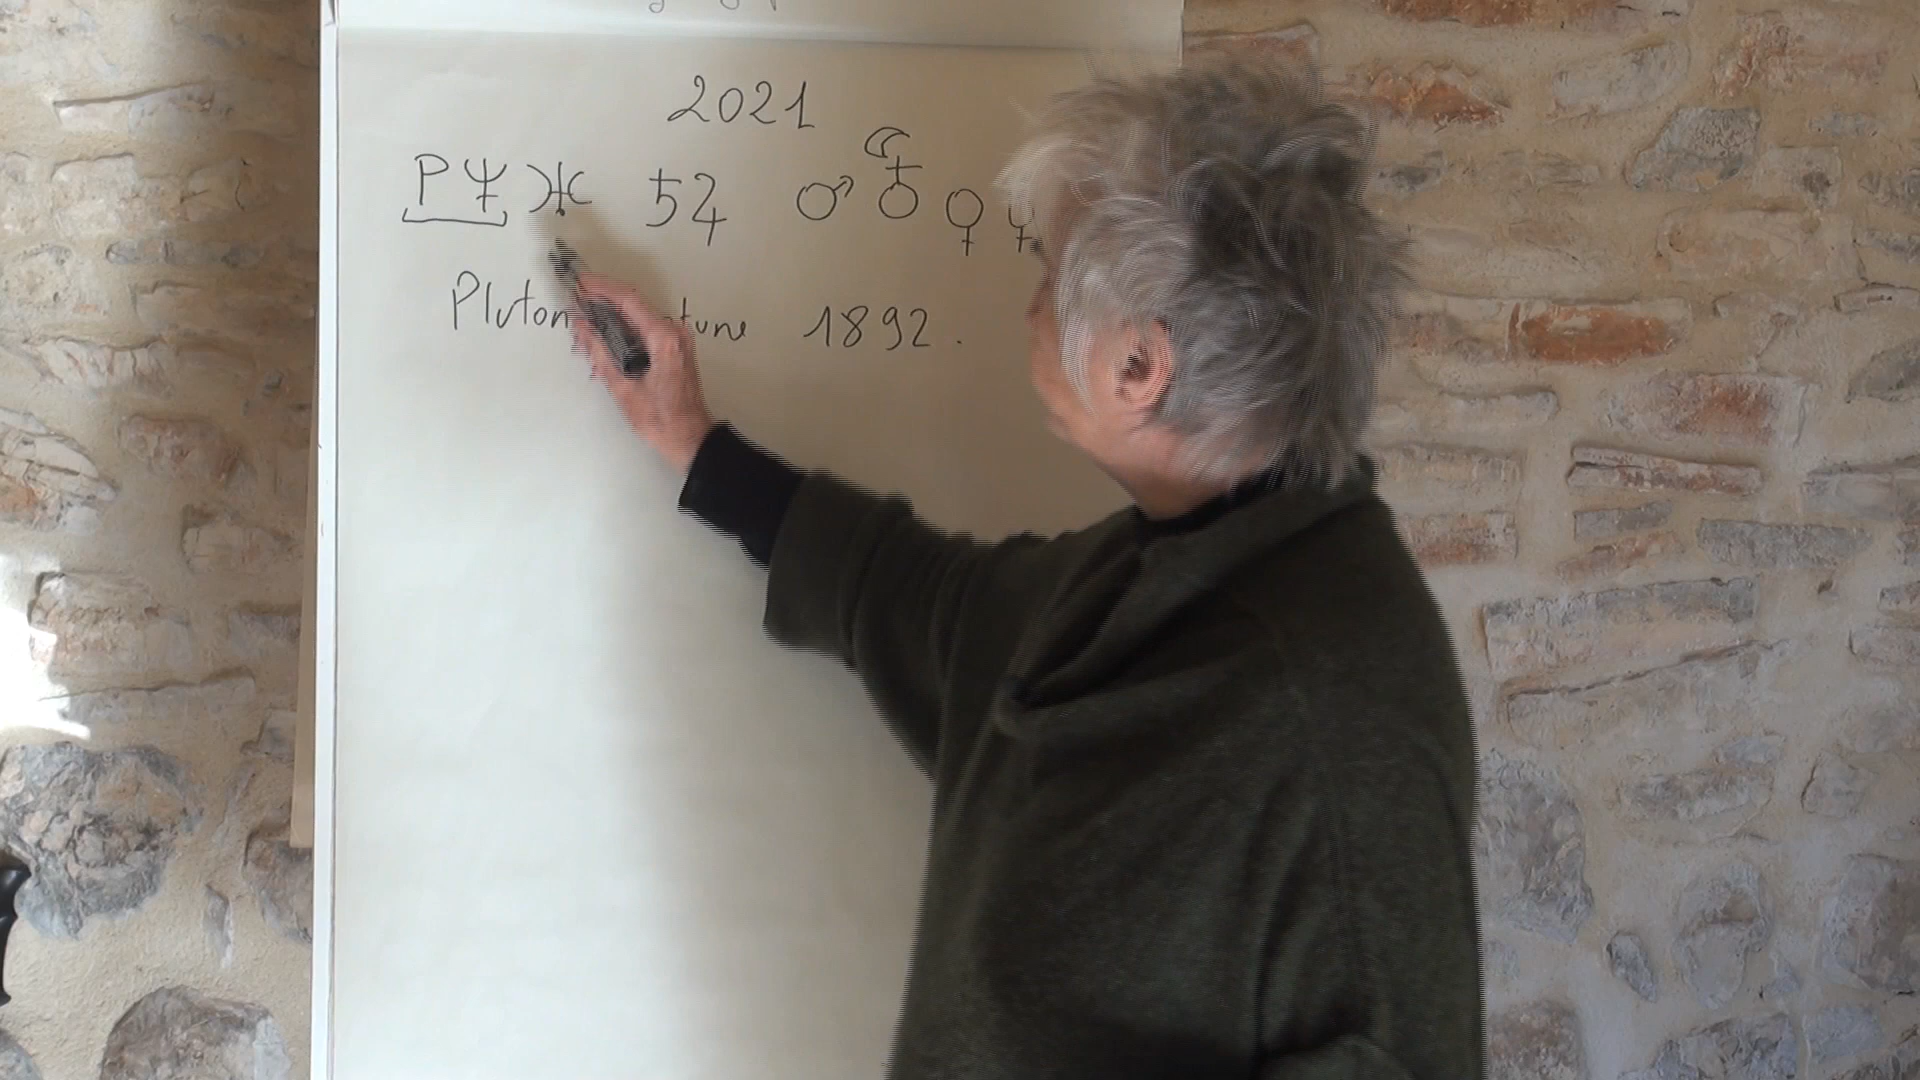 2021
P♆ ♅ ♄♃ ♂ ☽ ♁ ♀ ☿
Pluton 1892.